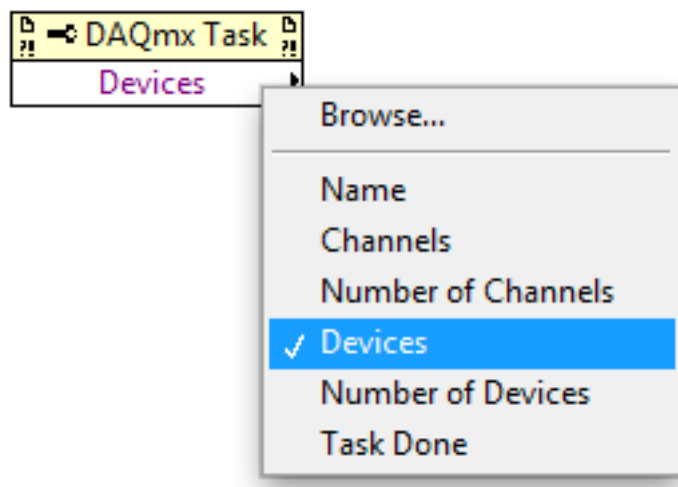 ?! DAQmx Task ?!
Devices
Browse...
Name
Channels
Number of Channels
Devices
Number of Devices
Task Done